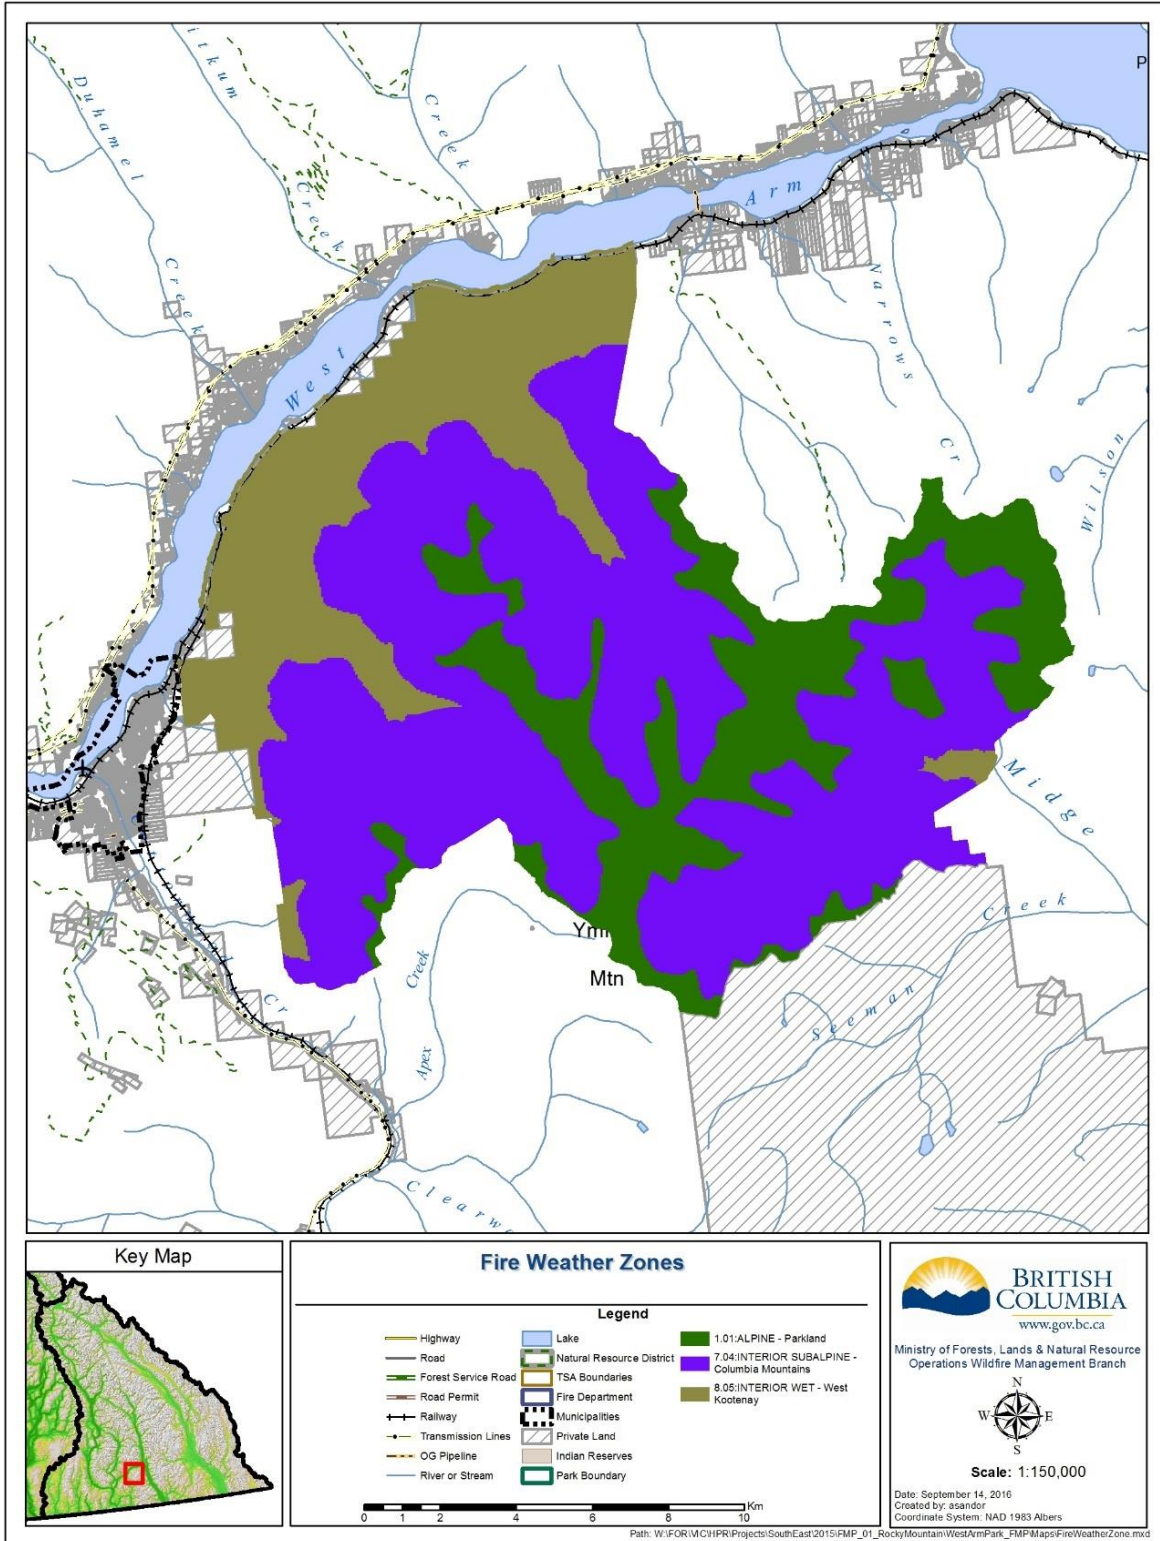 P
Duhamel
Creek
itkum
Creek
Creek
West
Arm
Narrows
Cr
Wilson
Midge
Creek
Seeman
Ym
Mtn
Apex
Creek
Cr
Clearw
Key Map
Fire Weather Zones
Legend
Highway
Road
Forest Service Road
Road Permit
Railway
Transmission Lines
OG Pipeline
River or Stream
Lake
Natural Resource District
TSA Boundaries
Fire Department
Municipalities
Private Land
Indian Reserves
Park Boundary
1.01:ALPINE - Parkland
7.04:INTERIOR SUBALPINE -
Columbia Mountains
8.05:INTERIOR WET - West
Kootenay
Km
0 1 2 4 6 8 10
BRITISH
COLUMBIA
www.gov.bc.ca
Ministry of Forests, Lands & Natural Resource
Operations Wildfire Management Branch
N
W E
S
Scale: 1:150,000
Date: September 14, 2016
Created by: asandor
Coordinate System: NAD 1983 Albers
Path: W:\FOR\VIC\HPR\Projects\SouthEast\2015\FMP_01_RockyMountain\WestArmPark_FMP\Maps\FireWeatherZone.mxd